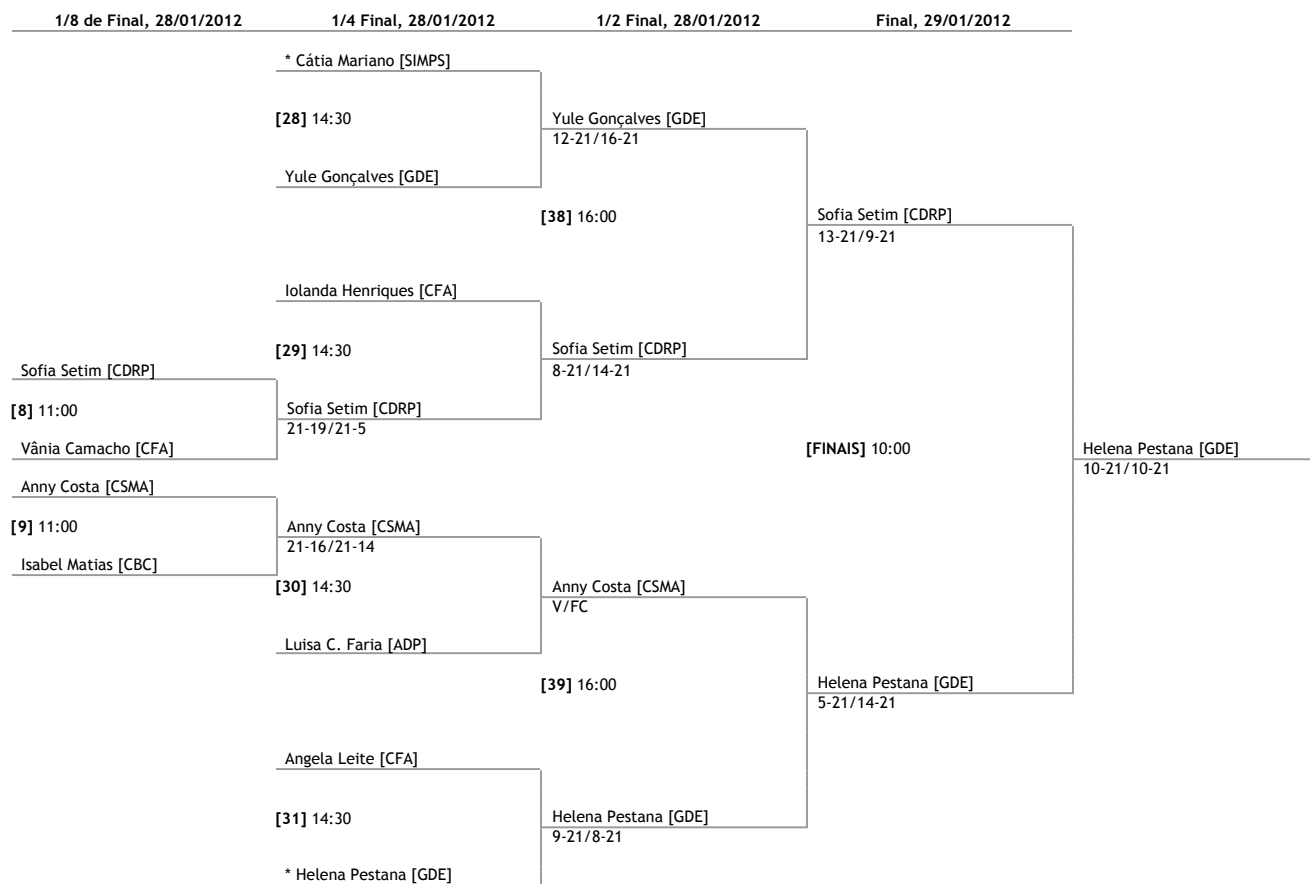 1/8 de Final, 28/01/2012 1/4 Final, 28/01/2012 1/2 Final, 28/01/2012 Final, 29/01/2012
* Cátia Mariano [SIMPS]
[28] 14:30 Yule Gonçalves [GDE]
12-21/16-21
Yule Gonçalves [GDE]
[38] 16:00 Sofia Setim [CDRP]
13-21/9-21
Iolanda Henriques [CFA]
[29] 14:30 Sofia Setim [CDRP]
8-21/14-21
Sofia Setim [CDRP]
[8] 11:00 Sofia Setim [CDRP]
21-19/21-5
Vânia Camacho [CFA] [FINAIS] 10:00 Helena Pestana [GDE]
10-21/10-21
Anny Costa [CSMA]
[9] 11:00 Anny Costa [CSMA]
21-16/21-14
Isabel Matias [CBC]
[30] 14:30 Anny Costa [CSMA]
V/FC
Luisa C. Faria [ADP]
[39] 16:00 Helena Pestana [GDE]
5-21/14-21
Angela Leite [CFA]
[31] 14:30 Helena Pestana [GDE]
9-21/8-21
* Helena Pestana [GDE]